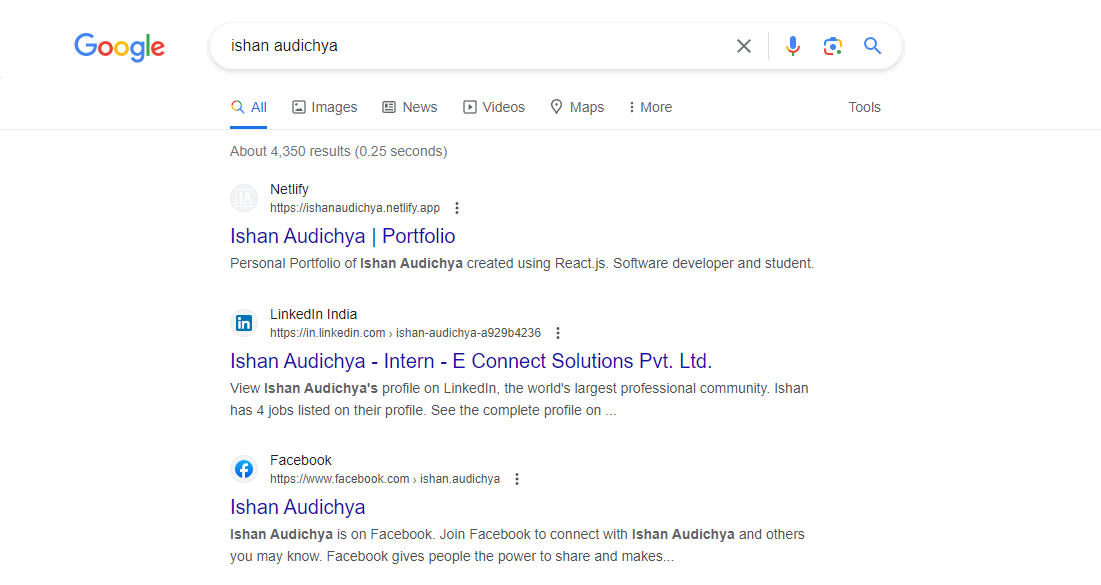 Google
ishan audichya
All Images News Videos Maps More Tools
About 4,350 results (0.25 seconds)
IA
Netlify
https://ishanaudichya.netlify.app
Ishan Audichya | Portfolio
Personal Portfolio of Ishan Audichya created using React.js. Software developer and student.
in
LinkedIn India
https://in.linkedin.com › ishan-audichya-a929b4236
Ishan Audichya - Intern - E Connect Solutions Pvt. Ltd.
View Ishan Audichya's profile on LinkedIn, the world's largest professional community. Ishan
has 4 jobs listed on their profile. See the complete profile on ...
Facebook
https://www.facebook.com › ishan.audichya
Ishan Audichya
Ishan Audichya is on Facebook. Join Facebook to connect with Ishan Audichya and others
you may know. Facebook gives people the power to share and makes...